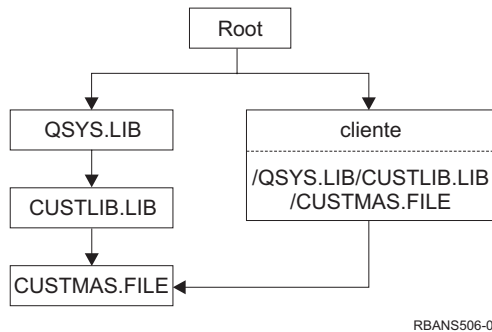 Root
QSYS.LIB
cliente
/QSYS.LIB/CUSTLIB.LIB
/CUSTMAS.FILE
CUSTLIB.LIB
CUSTMAS.FILE
RBANS506-0